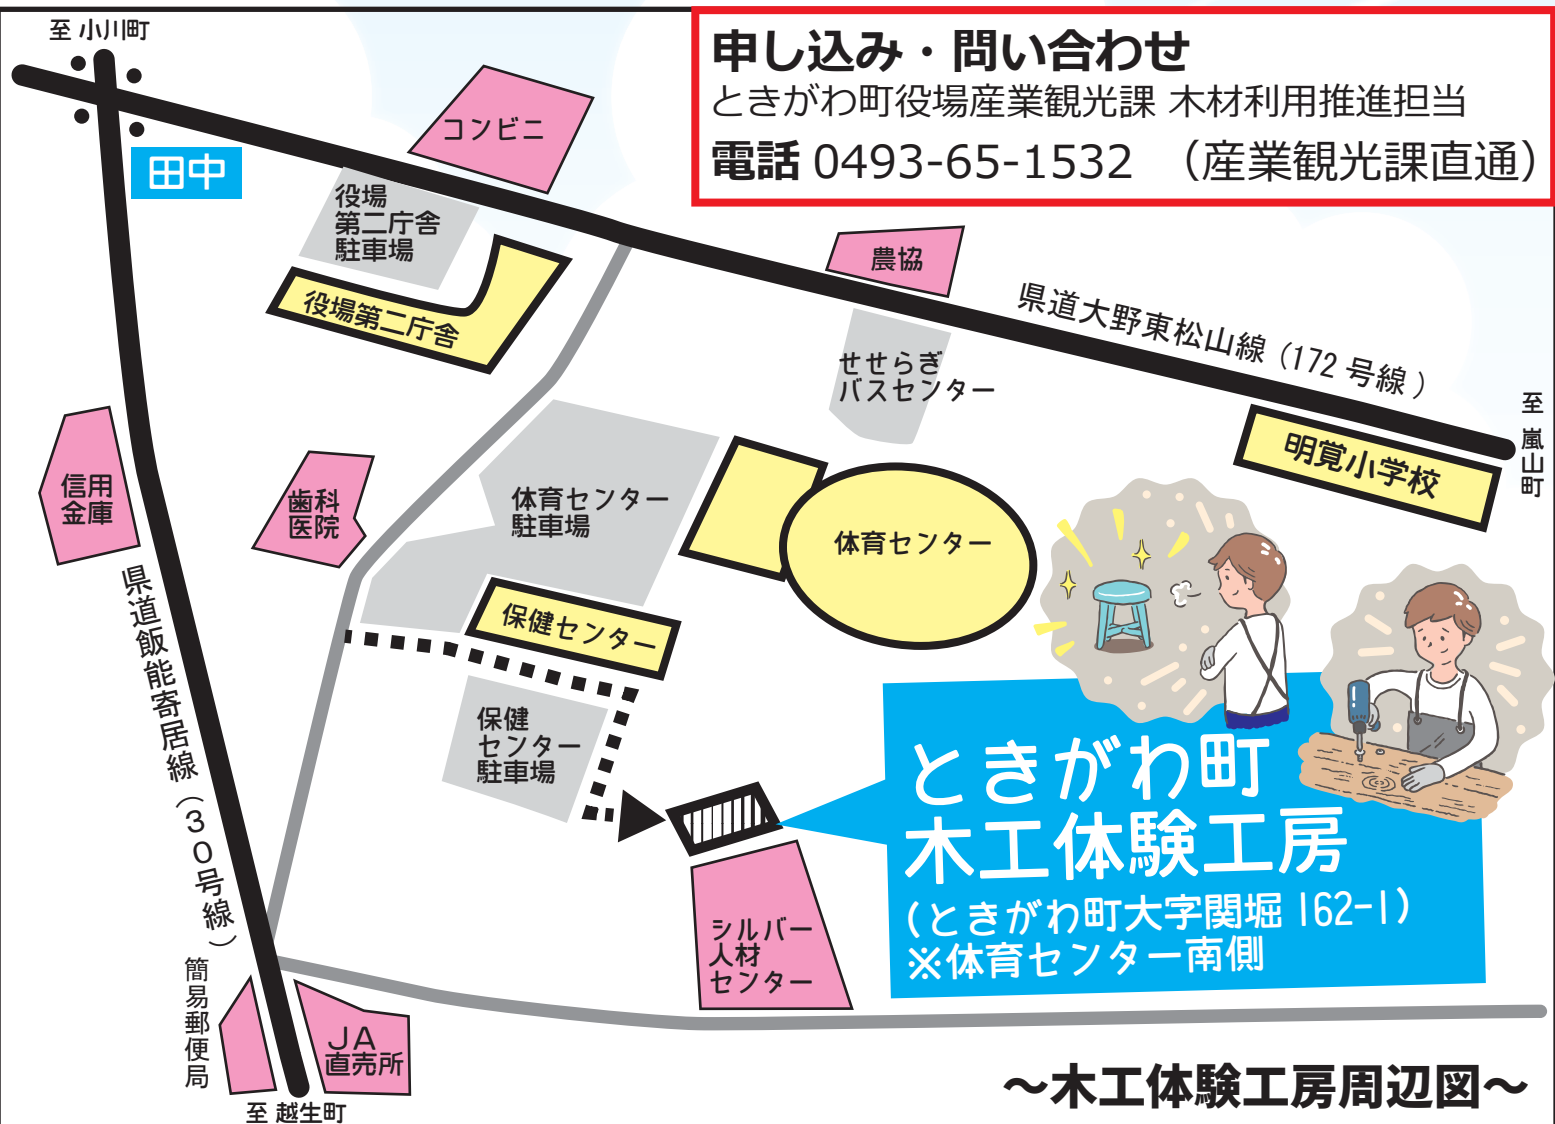 至 小川町
申し込み・問い合わせ
ときがわ町役場産業観光課 木材利用推進担当
電話 0493-65-1532 （産業観光課直通）
コンビニ
田中
役場
第二庁舎
駐車場
役場第二庁舎
農協
県道大野東松山線（172号線）
せせらぎ
バスセンター
至 嵐山町
明覚小学校
信用
金庫
歯科
医院
体育センター
駐車場
体育センター
保健センター
県道飯能寄居線（30号線）
保健
センター
駐車場
ときがわ町
木工体験工房
(ときがわ町大字関堀 162-1)
※体育センター南側
シルバー
人材
センター
簡易郵便局
JA
直売所
至 越生町
～木工体験工房周辺図～